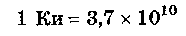 1 Ки = 3,7 × 10¹⁰